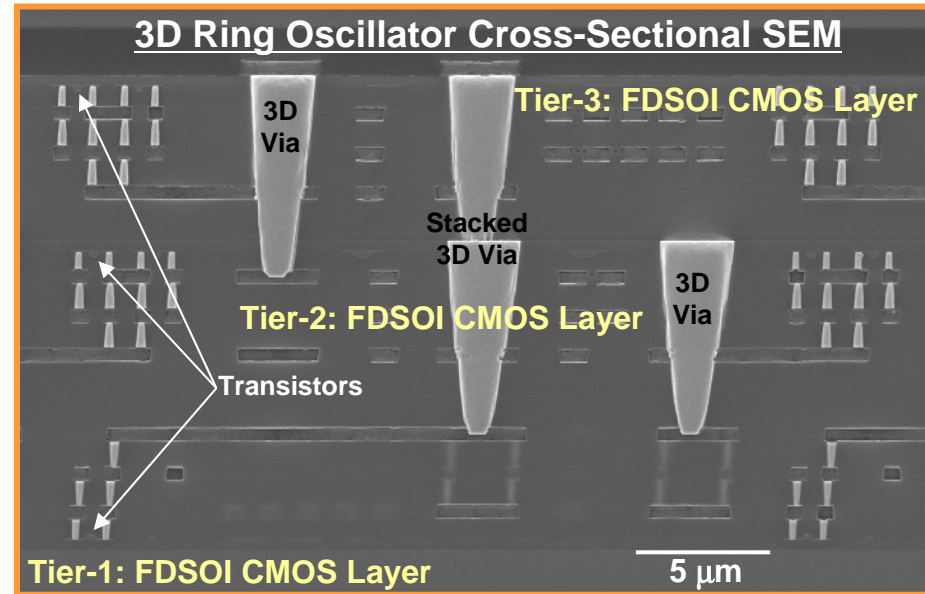 3D Ring Oscillator Cross-Sectional SEM
Tier-3: FDSOI CMOS Layer
3D
Via
Stacked
3D Via
3D
Via
Tier-2: FDSOI CMOS Layer
Transistors
Tier-1: FDSOI CMOS Layer
5 μm